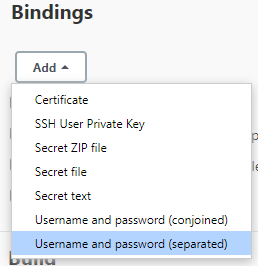 Bindings
Add
Certificate
SSH User Private Key
Secret ZIP file
Secret file
Secret text
Username and password (conjoined)
Username and password (separated)
Build